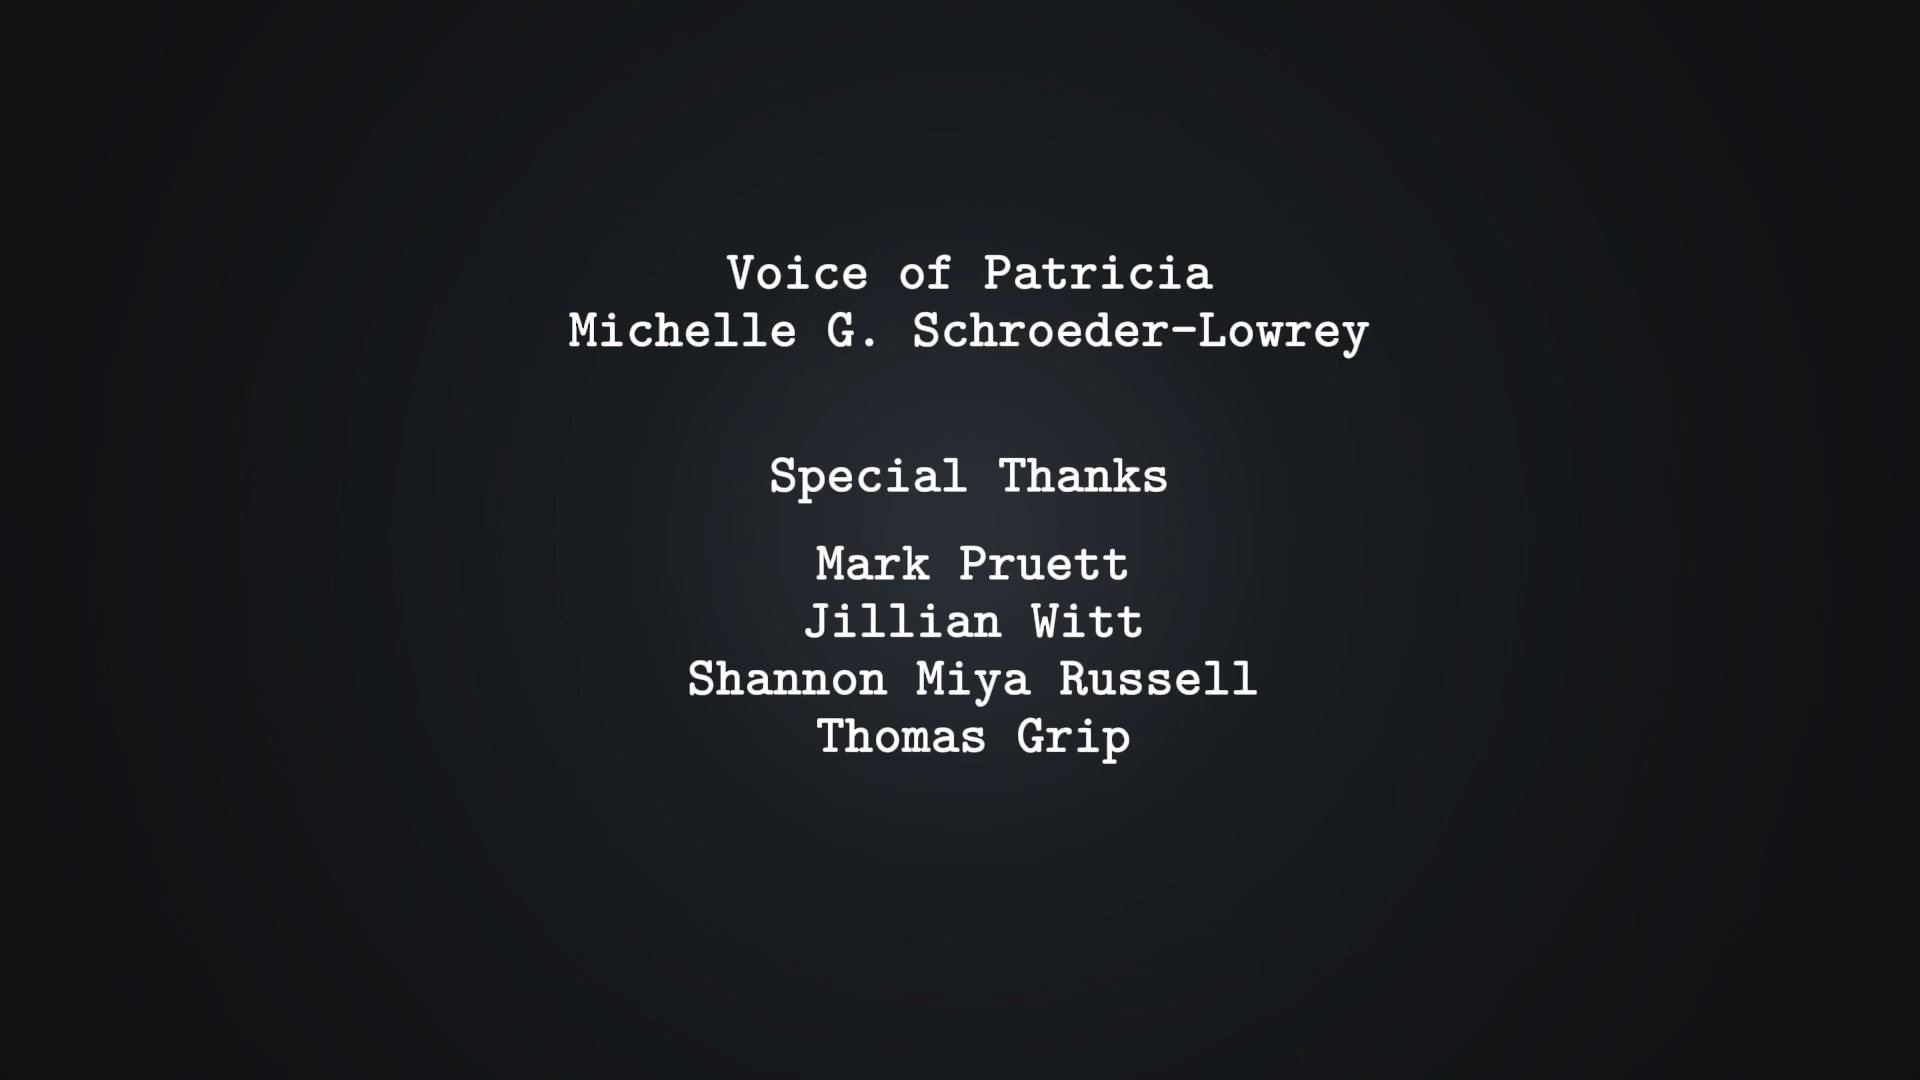 Voice of Patricia
Michelle G. Schroeder-Lowrey
Special Thanks
Mark Pruett
Jillian Witt
Shannon Miya Russell
Thomas Grip